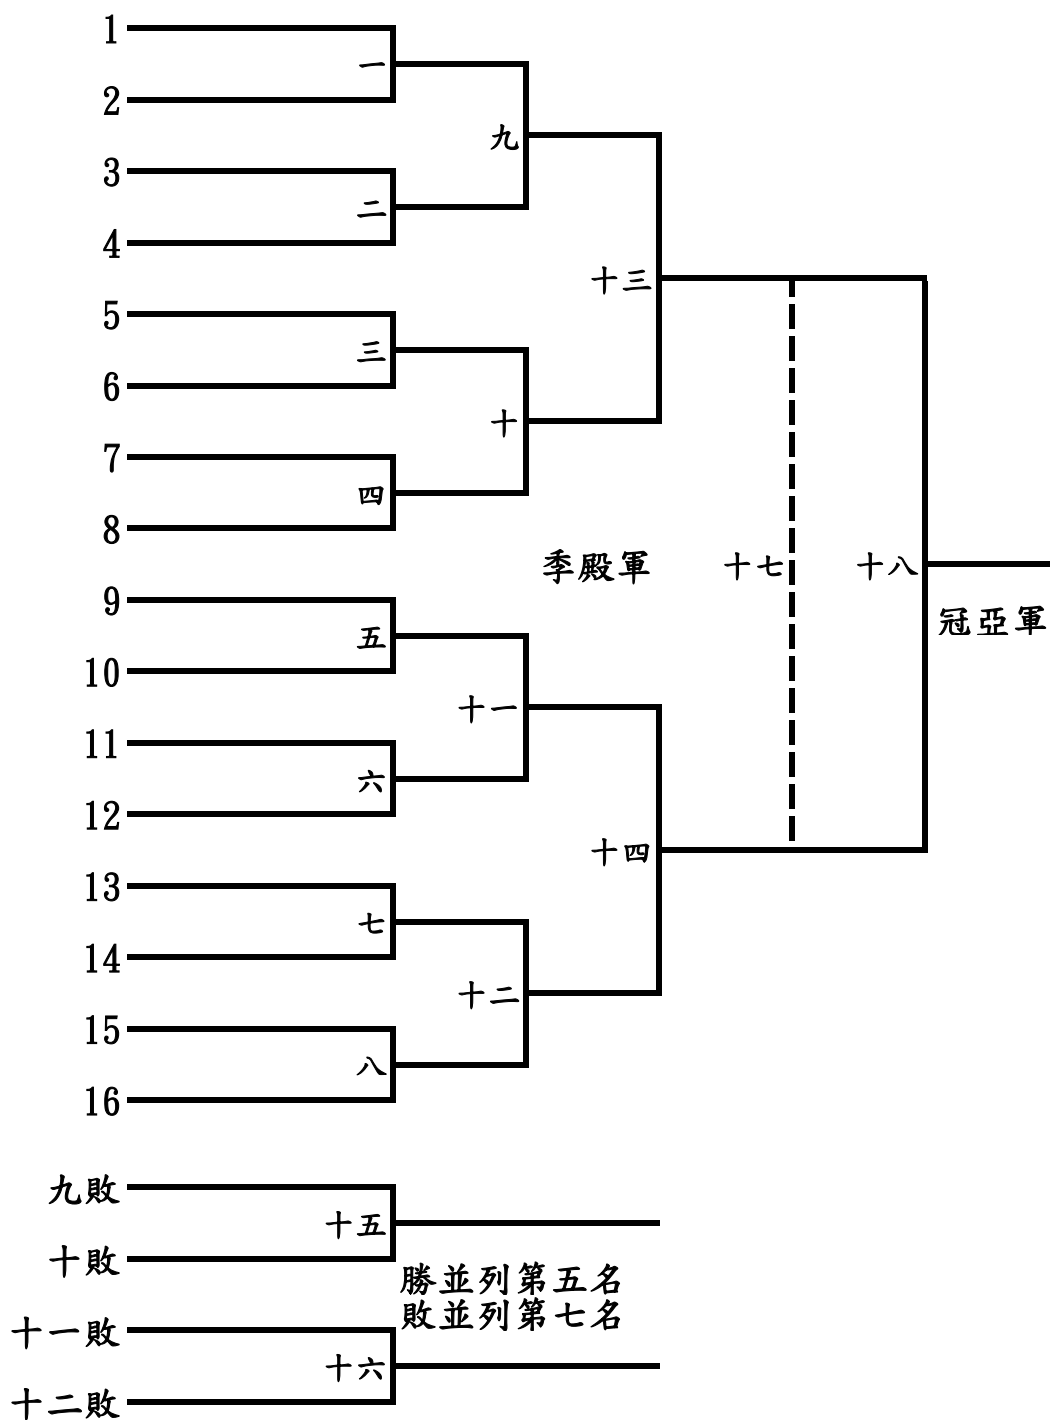 1
一
2
九
3
二
4
十三
5
三
6
十
7
四
8
季殿軍
十七
十八
9
冠亞軍
五
10
十一
11
六
12
十四
13
七
14
十二
15
八
16
九敗
十五
十敗
勝並列第五名
敗並列第七名
十一敗
十六
十二敗